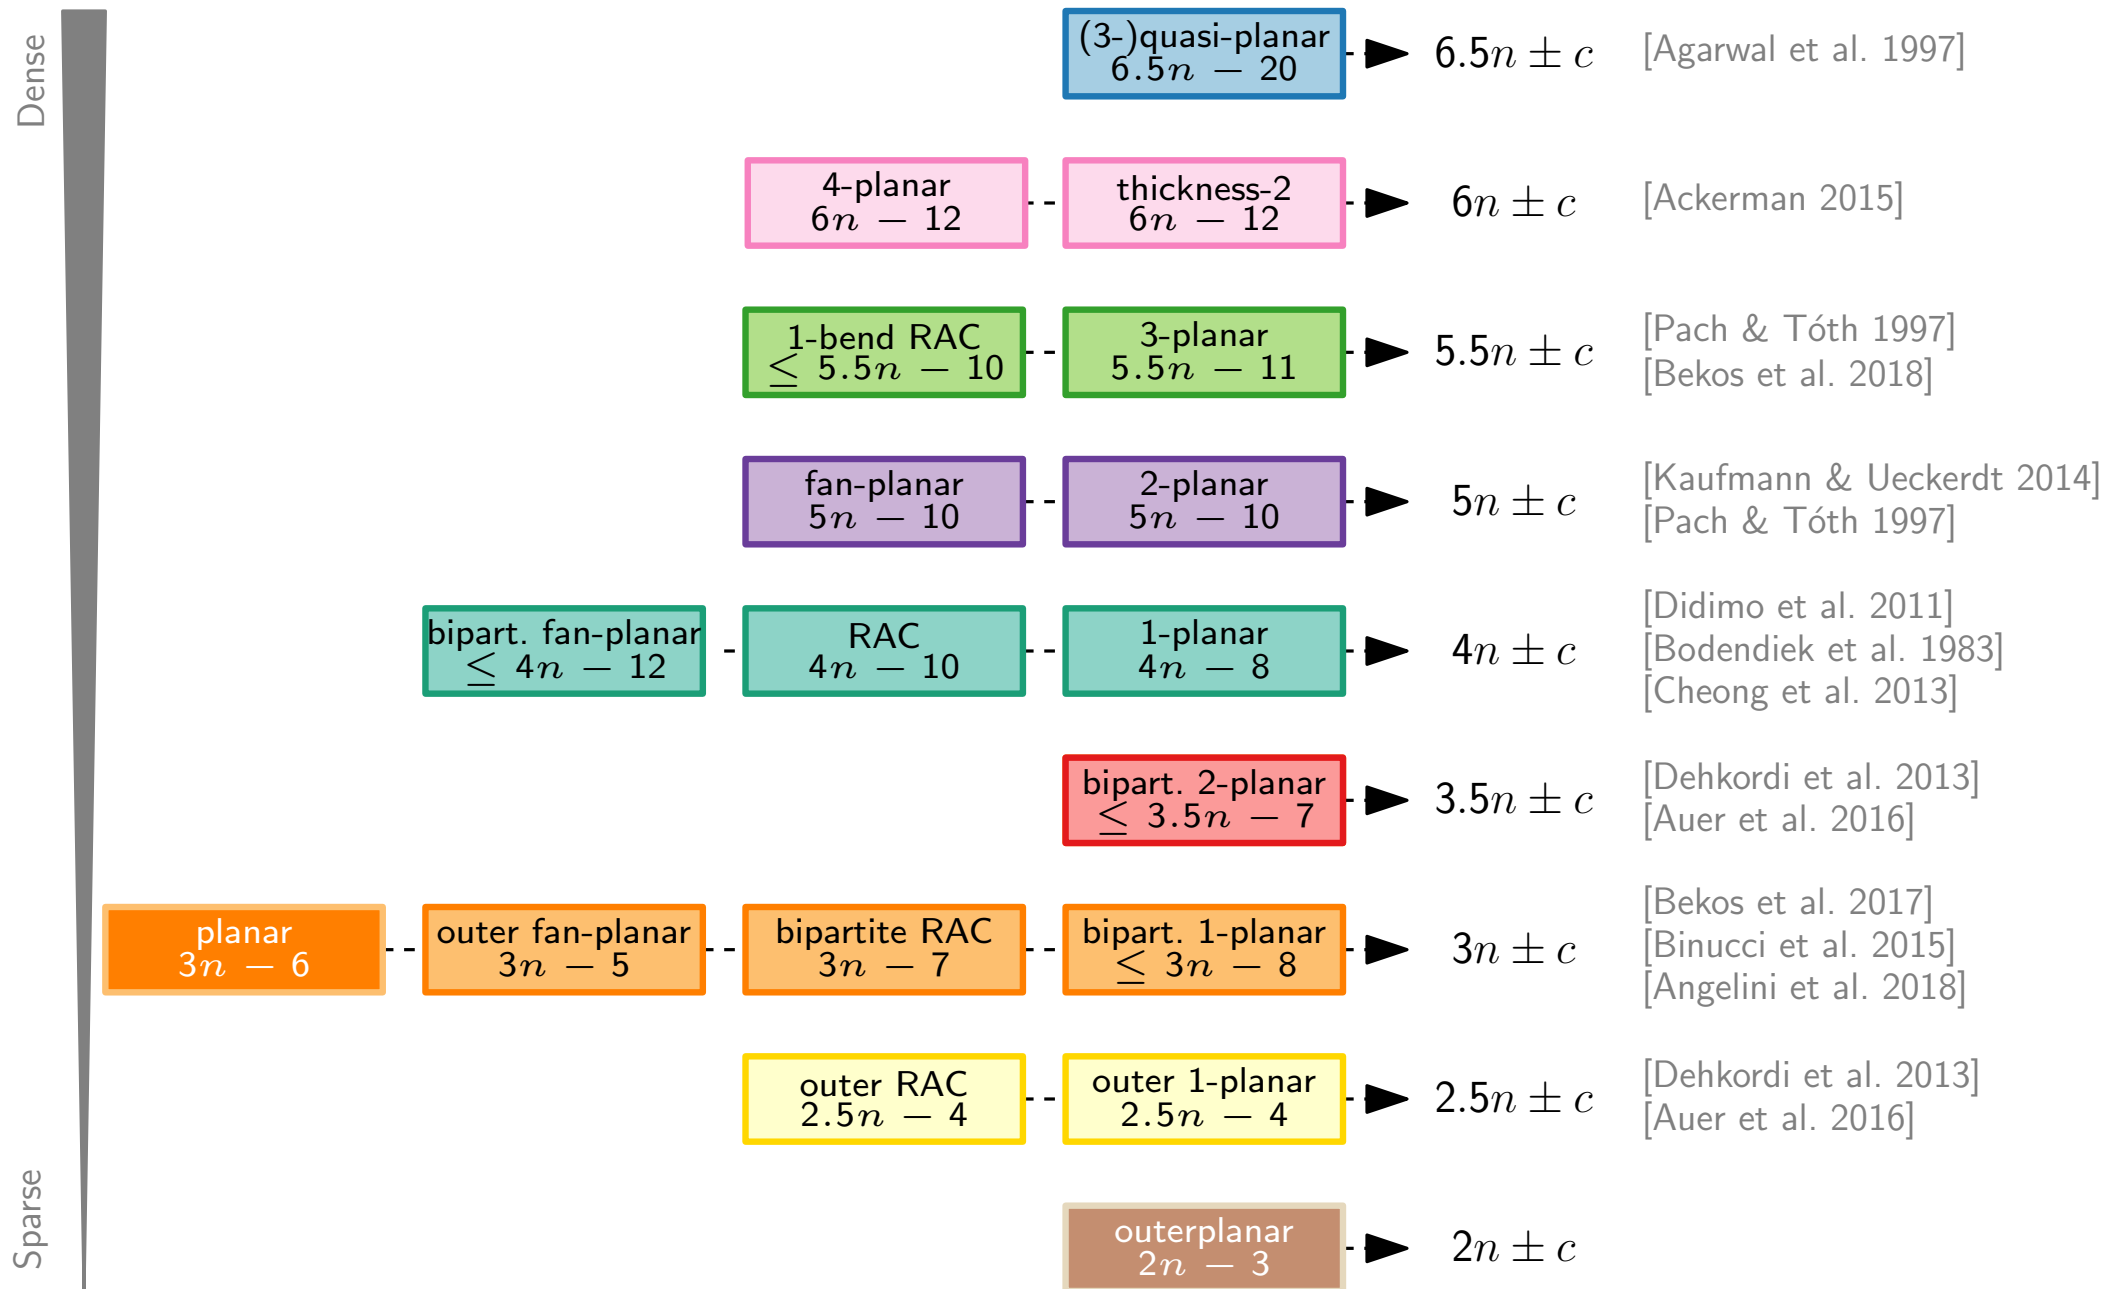 Dense
(3-)quasi-planar
6.5n − 20
6.5n ± c
[Agarwal et al. 1997]
4-planar
6n − 12
thickness-2
6n − 12
6n ± c
[Ackerman 2015]
1-bend RAC
≤ 5.5n − 10
3-planar
5.5n − 11
5.5n ± c
[Pach & Tóth 1997]
[Bekos et al. 2018]
fan-planar
5n − 10
2-planar
5n − 10
5n ± c
[Kaufmann & Ueckerdt 2014]
[Pach & Tóth 1997]
bipart. fan-planar
≤ 4n − 12
RAC
4n − 10
1-planar
4n − 8
4n ± c
[Didimo et al. 2011]
[Bodendiek et al. 1983]
[Cheong et al. 2013]
bipart. 2-planar
≤ 3.5n − 7
3.5n ± c
[Dehkordi et al. 2013]
[Auer et al. 2016]
planar
3n − 6
outer fan-planar
3n − 5
bipartite RAC
3n − 7
bipart. 1-planar
≤ 3n − 8
3n ± c
[Bekos et al. 2017]
[Binucci et al. 2015]
[Angelini et al. 2018]
outer RAC
2.5n − 4
outer 1-planar
2.5n − 4
2.5n ± c
[Dehkordi et al. 2013]
[Auer et al. 2016]
Sparse
outerplanar
2n − 3
2n ± c